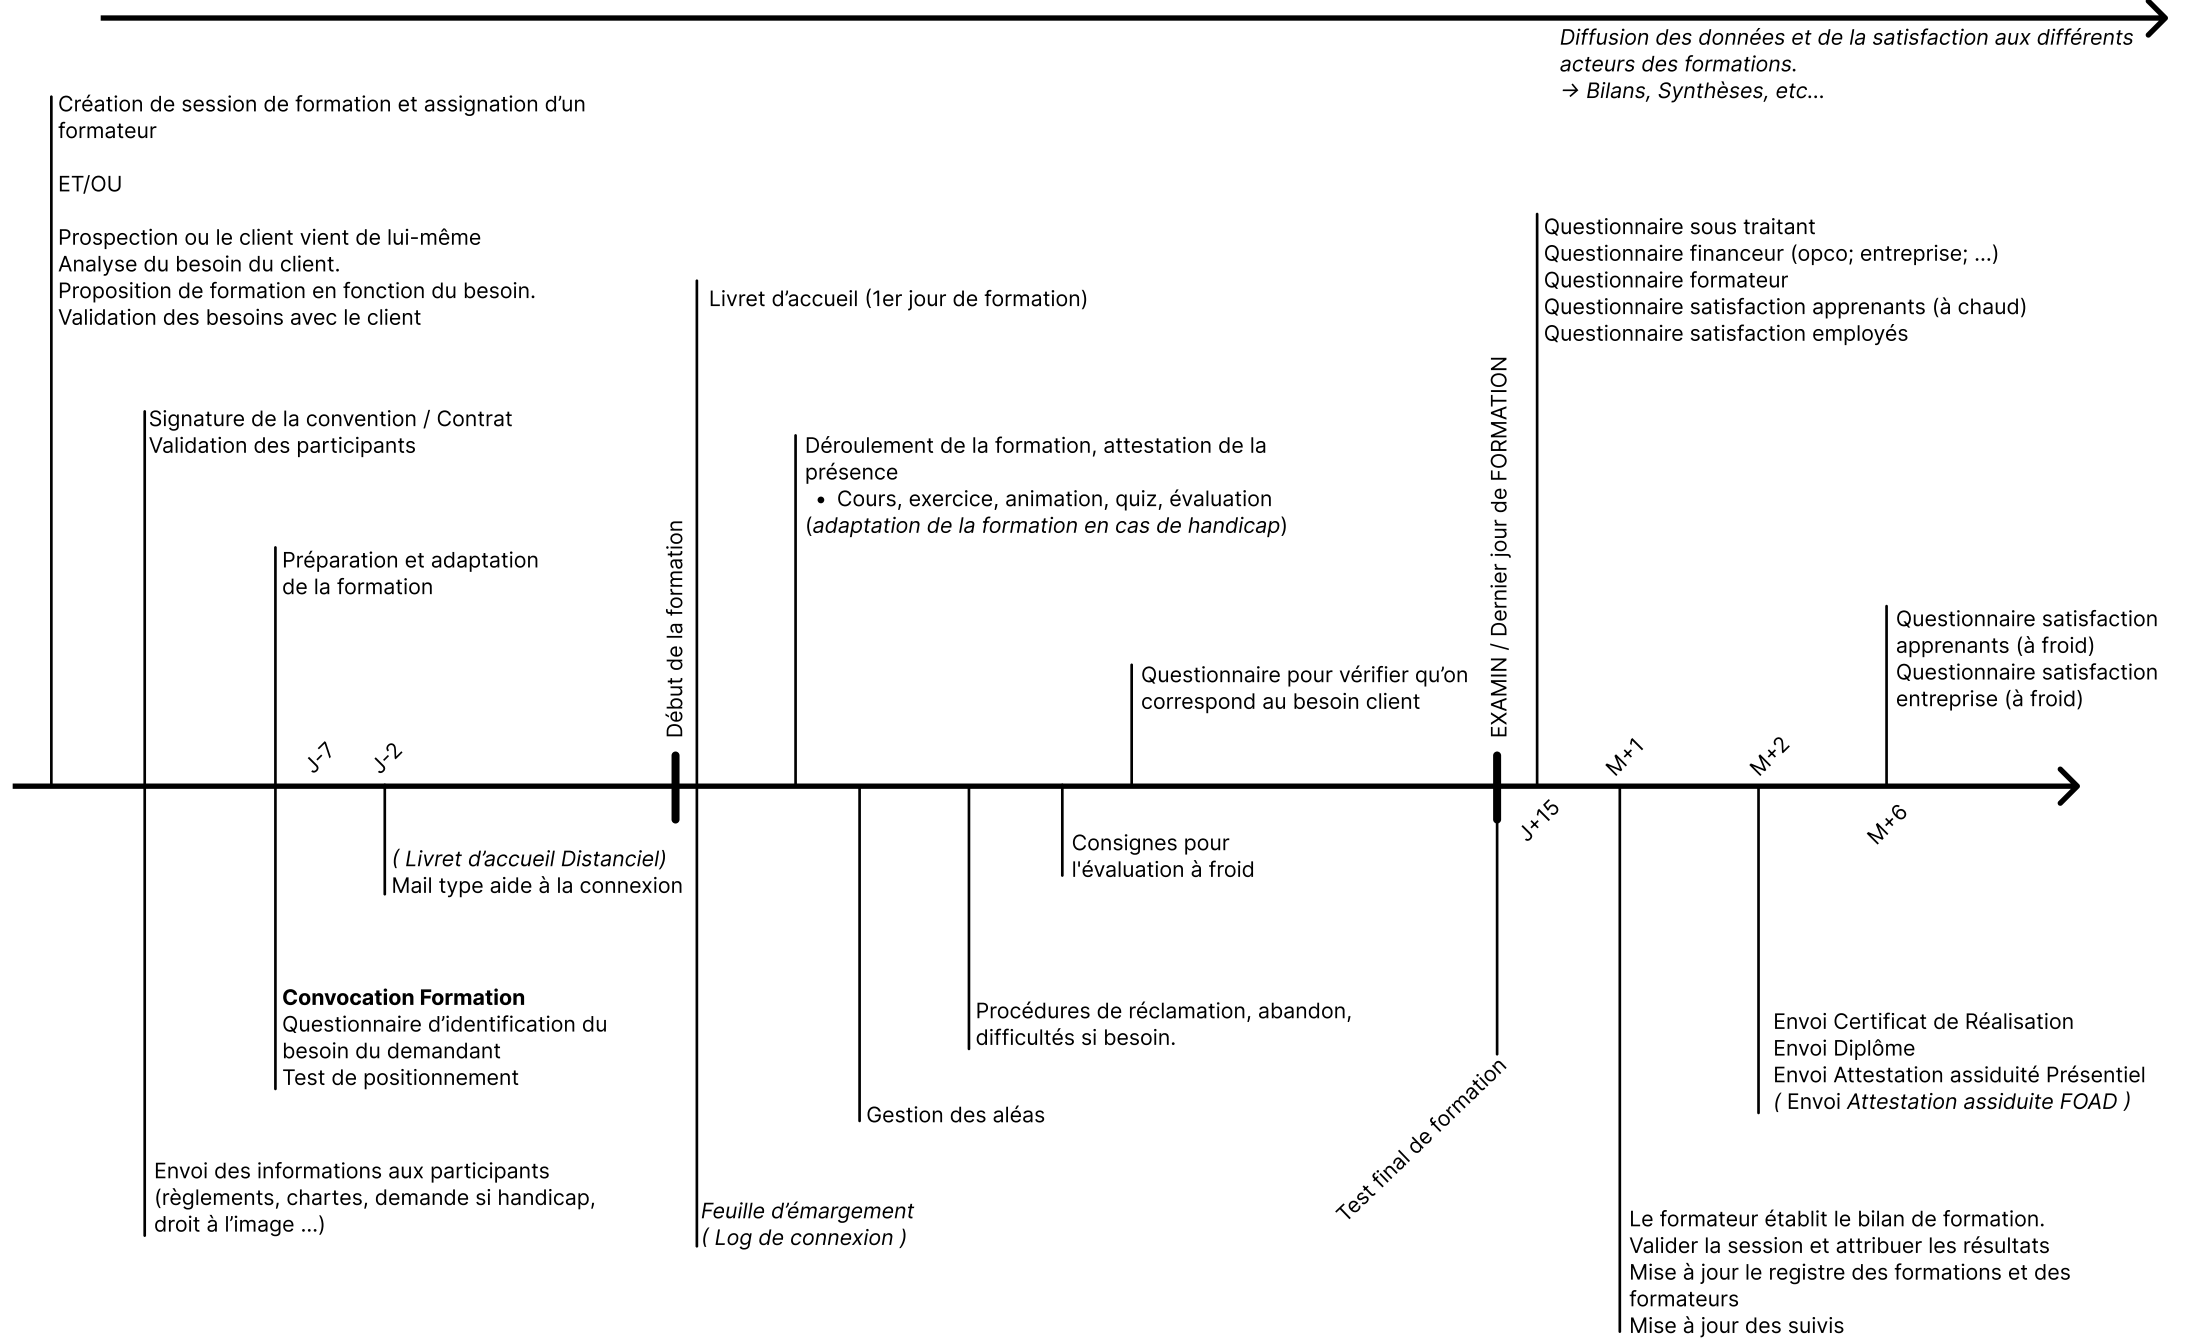 Diffusion des données et de la satisfaction aux différents
acteurs des formations.
→ Bilans, Synthèses, etc...
Création de session de formation et assignation d’un
formateur
ET/OU
Prospection ou le client vient de lui-même
Analyse du besoin du client.
Proposition de formation en fonction du besoin.
Validation des besoins avec le client
Signature de la convention / Contrat
Validation des participants
Préparation et adaptation
de la formation
J-7
J-2
Début de la formation
Livret d’accueil (1er jour de formation)
Déroulement de la formation, attestation de la
présence
• Cours, exercice, animation, quiz, évaluation
(adaptation de la formation en cas de handicap)
Questionnaire pour vérifier qu’on
correspond au besoin client
EXAMIN / Dernier jour de FORMATION
Questionnaire sous traitant
Questionnaire financeur (opco; entreprise; ...)
Questionnaire formateur
Questionnaire satisfaction apprenants (à chaud)
Questionnaire satisfaction employés
M+1
M+2
Questionnaire satisfaction
apprenants (à froid)
Questionnaire satisfaction
entreprise (à froid)
J+15
M+6
( Livret d’accueil Distanciel)
Mail type aide à la connexion
Convocation Formation
Questionnaire d’identification du
besoin du demandant
Test de positionnement
Envoi des informations aux participants
(règlements, chartes, demande si handicap,
droit à l’image ...)
Feuille d’émargement
( Log de connexion )
Gestion des aléas
Procédures de réclamation, abandon,
difficultés si besoin.
Consignes pour
l'évaluation à froid
Test final de formation
Le formateur établit le bilan de formation.
Valider la session et attribuer les résultats
Mise à jour le registre des formations et des
formateurs
Mise à jour des suivis
Envoi Certificat de Réalisation
Envoi Diplôme
Envoi Attestation assiduité Présentiel
( Envoi Attestation assiduite FOAD )